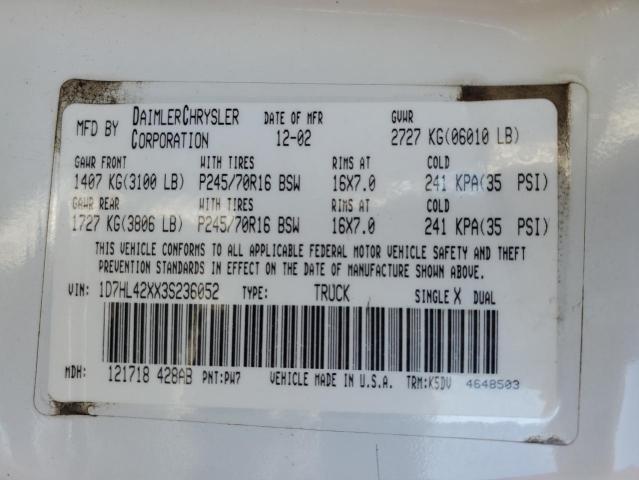 MFD BY DAIMLERCHRYSLER CORPORATION DATE OF MFR 12-02 GVWR 2727 KG(06010 LB)
GAWR FRONT WITH TIRES RIMS AT COLD
1407 KG(3100 LB) P245/70R16 BSW 16X7.0 241 KPA(35 PSI)
GAWR REAR WITH TIRES RIMS AT COLD
1727 KG(3806 LB) P245/70R16 BSW 16X7.0 241 KPA(35 PSI)
THIS VEHICLE CONFORMS TO ALL APPLICABLE FEDERAL MOTOR VEHICLE SAFETY AND THEFT
PREVENTION STANDARDS IN EFFECT ON THE DATE OF MANUFACTURE SHOWN ABOVE.
VIN: 1D7HL42XX3S236052 TYPE: TRUCK SINGLE X DUAL
MDH: 121718 428AB PNT:PW7 VEHICLE MADE IN U.S.A. TRM:K5DV 4648503